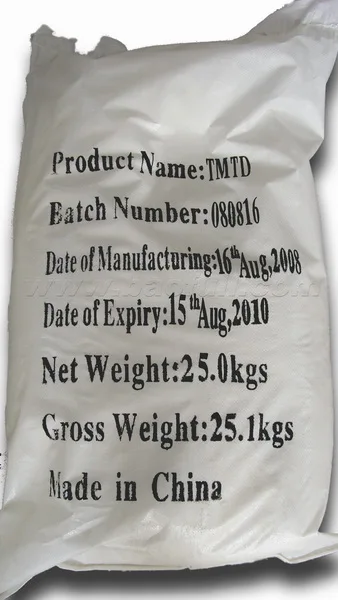 Product Name:TMTD
Batch Number:080816
Date of Manufacturing:16th Aug,2008
Date of Expiry:15th Aug,2010
Net Weight:25.0kgs
Gross Weight:25.1kgs
Made in China